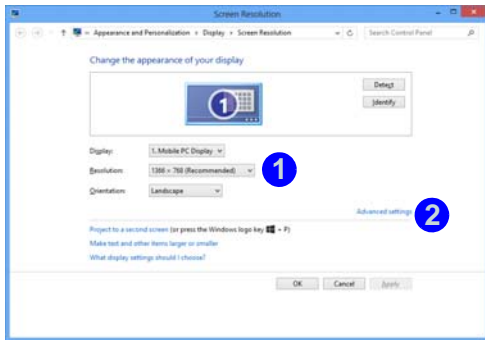 Screen Resolution
« Appearance and Personalization › Display › Screen Resolution
Search Control Panel
Change the appearance of your display
1
Detect
Identify
Display: 1. Mobile PC Display
Resolution: 1366 × 768 (Recommended)
1
Orientation: Landscape
Advanced settings
2
Project to a second screen (or press the Windows logo key + P)
Make text and other items larger or smaller
What display settings should I choose?
OK Cancel Apply